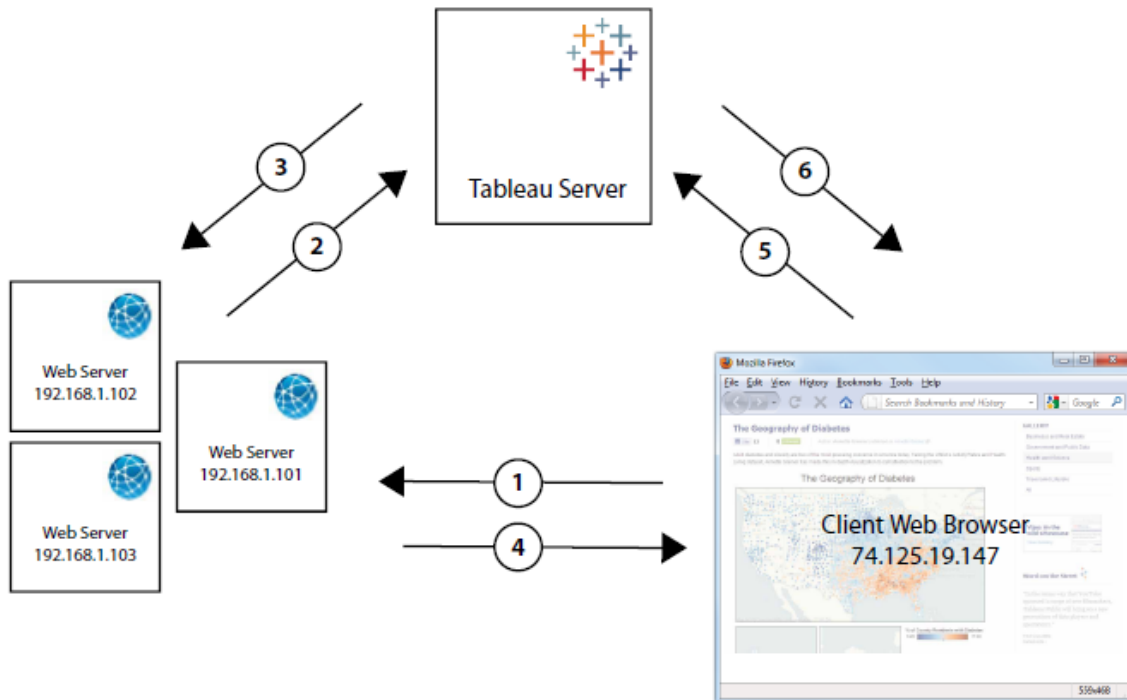 Tableau Server
3
6
2
5
Web Server
192.168.1.102
Web Server
192.168.1.101
Web Server
192.168.1.103
1
4
Mozilla Firefox
File Edit View History Bookmarks Tools Help
Search Bookmarks and History
Google
The Geography of Diabetes
GALLERY
The Geography of Diabetes
Client Web Browser
74.125.19.147
559x468